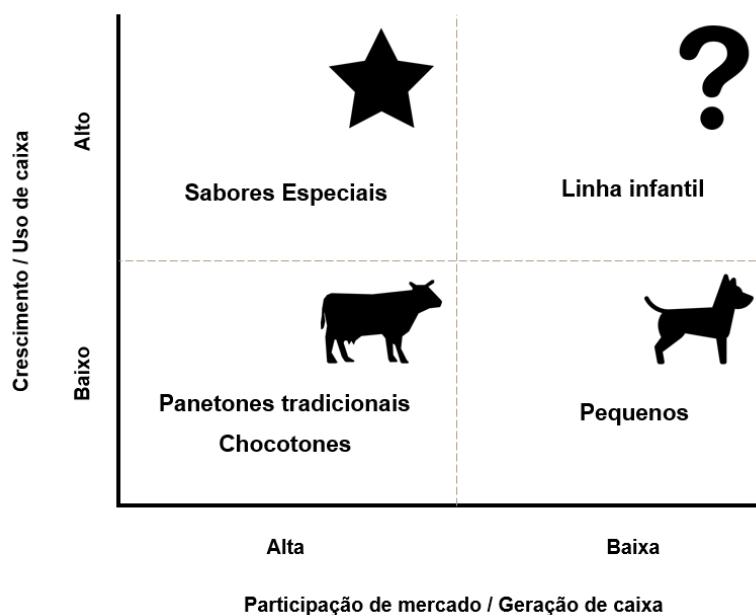 Crescimento / Uso de caixa
Alto
?
Sabores Especiais
Linha infantil
Baixo
Panetones tradicionais
Chocotones
Pequenos
Alta
Baixa
Participação de mercado / Geração de caixa